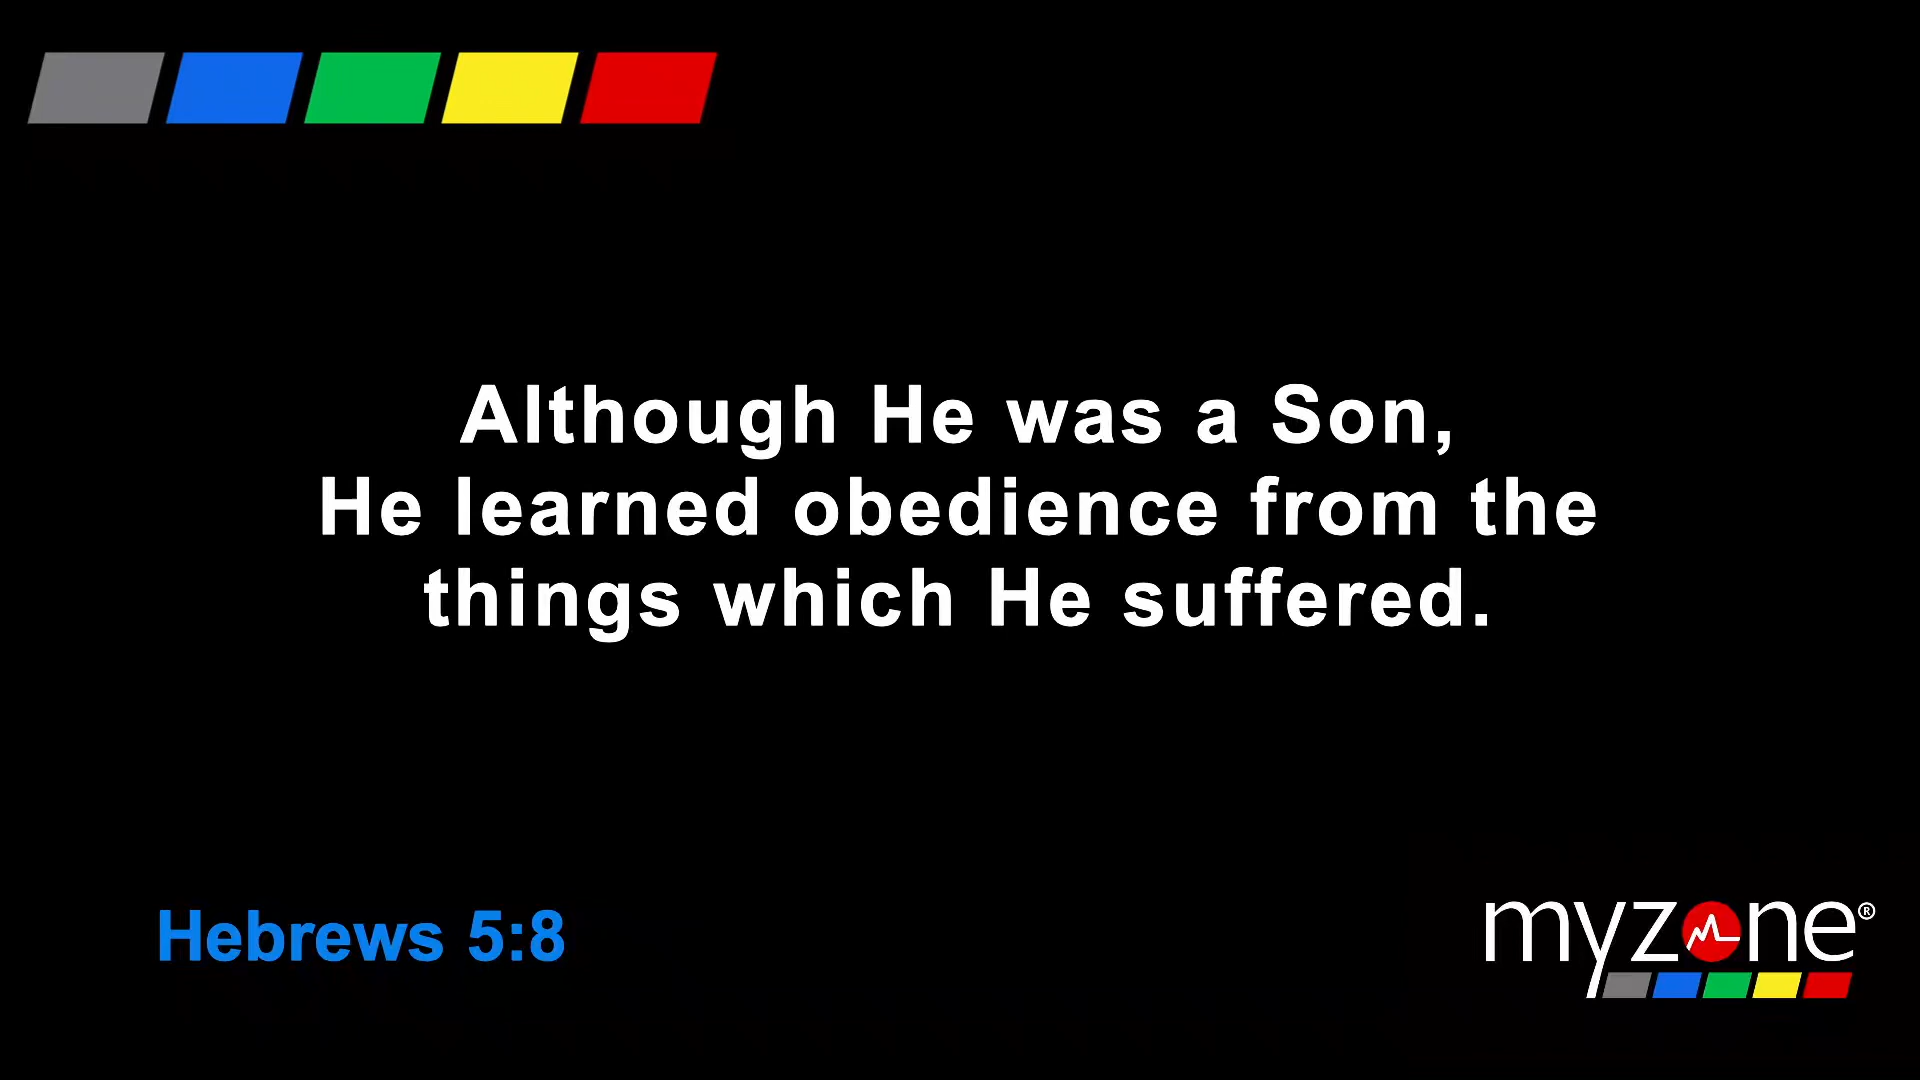 Although He was a Son,
He learned obedience from the
things which He suffered.
Hebrews 5:8
myzone®